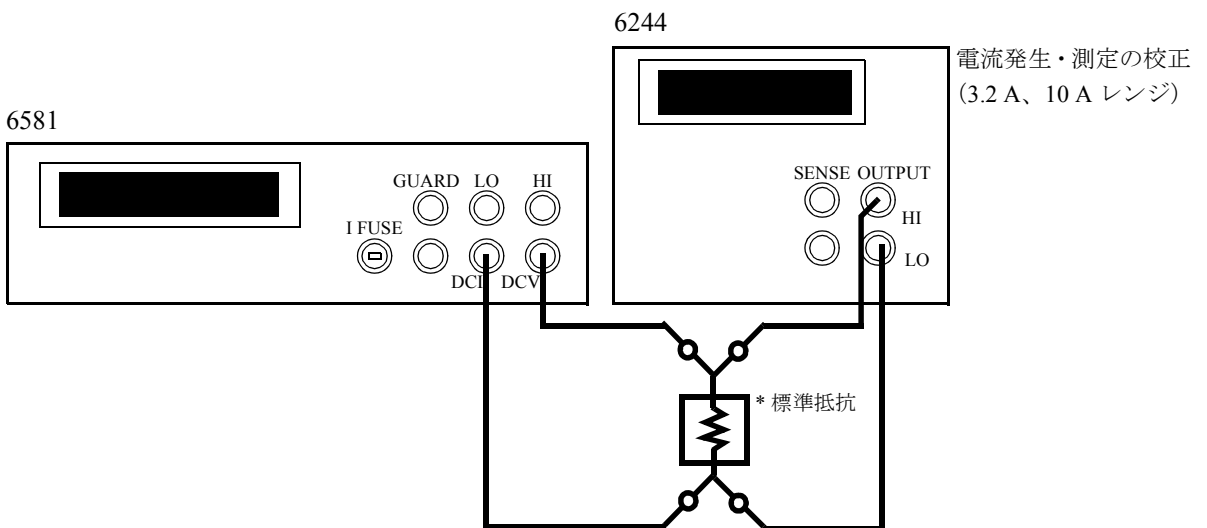 6244
電流発生・測定の校正
(3.2 A、10 A レンジ)
6581
GUARD LO HI
I FUSE
DCI DCV
SENSE OUTPUT
HI
LO
* 標準抵抗